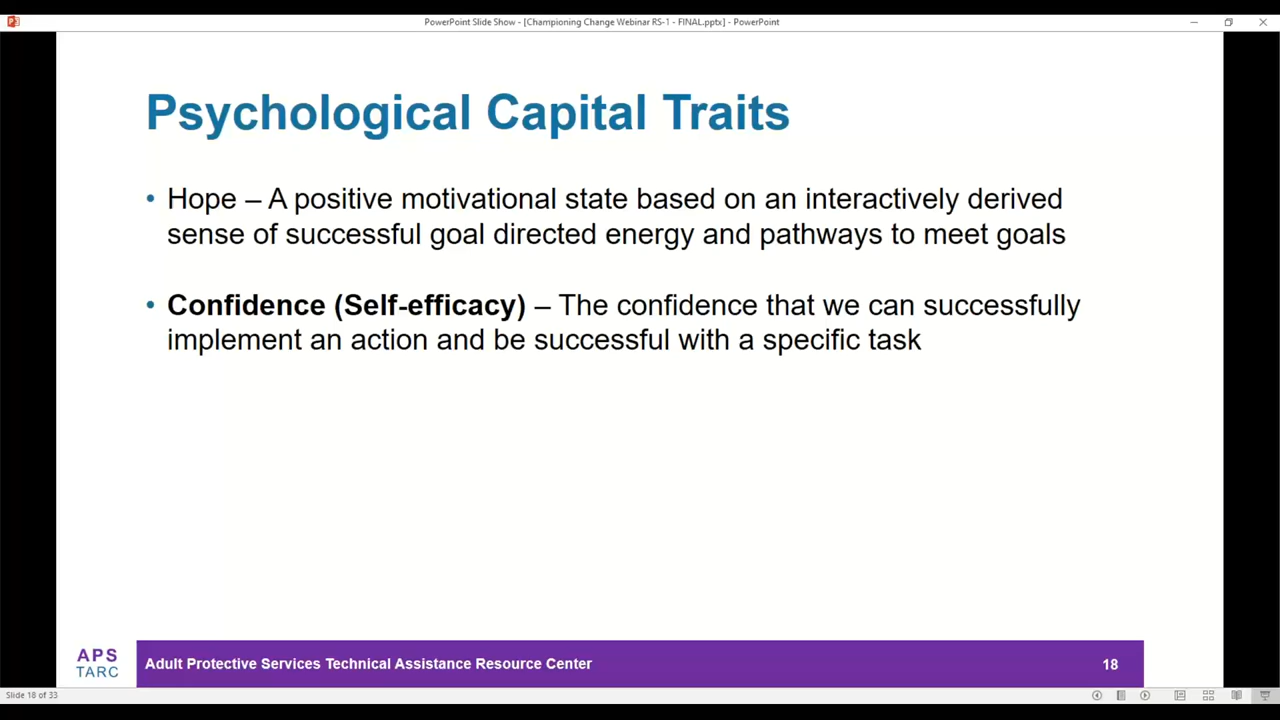 PowerPoint Slide Show - [Championing Change Webinar RS-1 - FINAL.pptx] - PowerPoint
Psychological Capital Traits
• Hope – A positive motivational state based on an interactively derived
sense of successful goal directed energy and pathways to meet goals
• Confidence (Self-efficacy) – The confidence that we can successfully
implement an action and be successful with a specific task
APS
TARC
Adult Protective Services Technical Assistance Resource Center
18
Slide 18 of 33